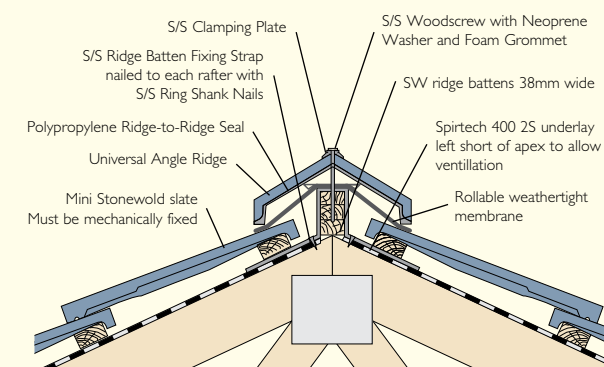 S/S Clamping Plate
S/S Ridge Batten Fixing Strap
nailed to each rafter with
S/S Ring Shank Nails
Polypropylene Ridge-to-Ridge Seal
Universal Angle Ridge
Mini Stonewold slate
Must be mechanically fixed
S/S Woodscrew with Neoprene
Washer and Foam Grommet
SW ridge battens 38mm wide
Spirtech 400 2S underlay
left short of apex to allow
ventillation
Rollable weathertight
membrane